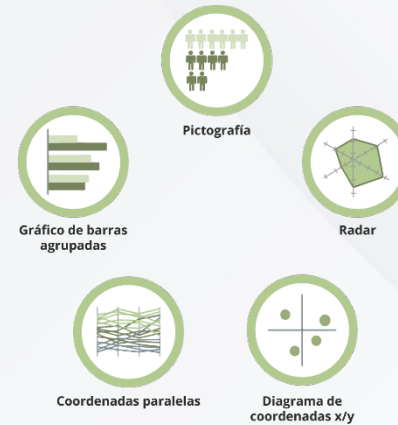 Pictografía
Gráfico de barras
agrupadas
Radar
Coordenadas paralelas
Diagrama de
coordenadas x/y